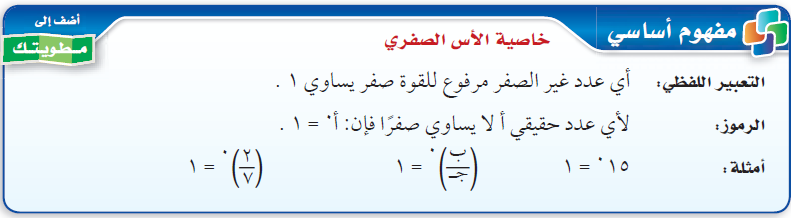 مفهوم أساسي
خاصية الأس الصفري
أضف إلى
مطويتك
التعبير اللفظي: أي عدد غير الصفر مرفوع للقوة صفر يساوي ١ .
الرموز: لأي عدد حقيقي أ لا يساوي صفرًا فإن: أ⁰ = ١ .
أمثلة: ١٥⁰ = ١ (ب/جـ)⁰ = ١ (٢/٧)⁰ = ١